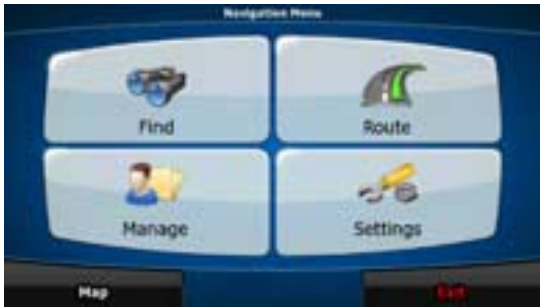 Navigation Menu
Find
Route
Manage
Settings
Map
Exit